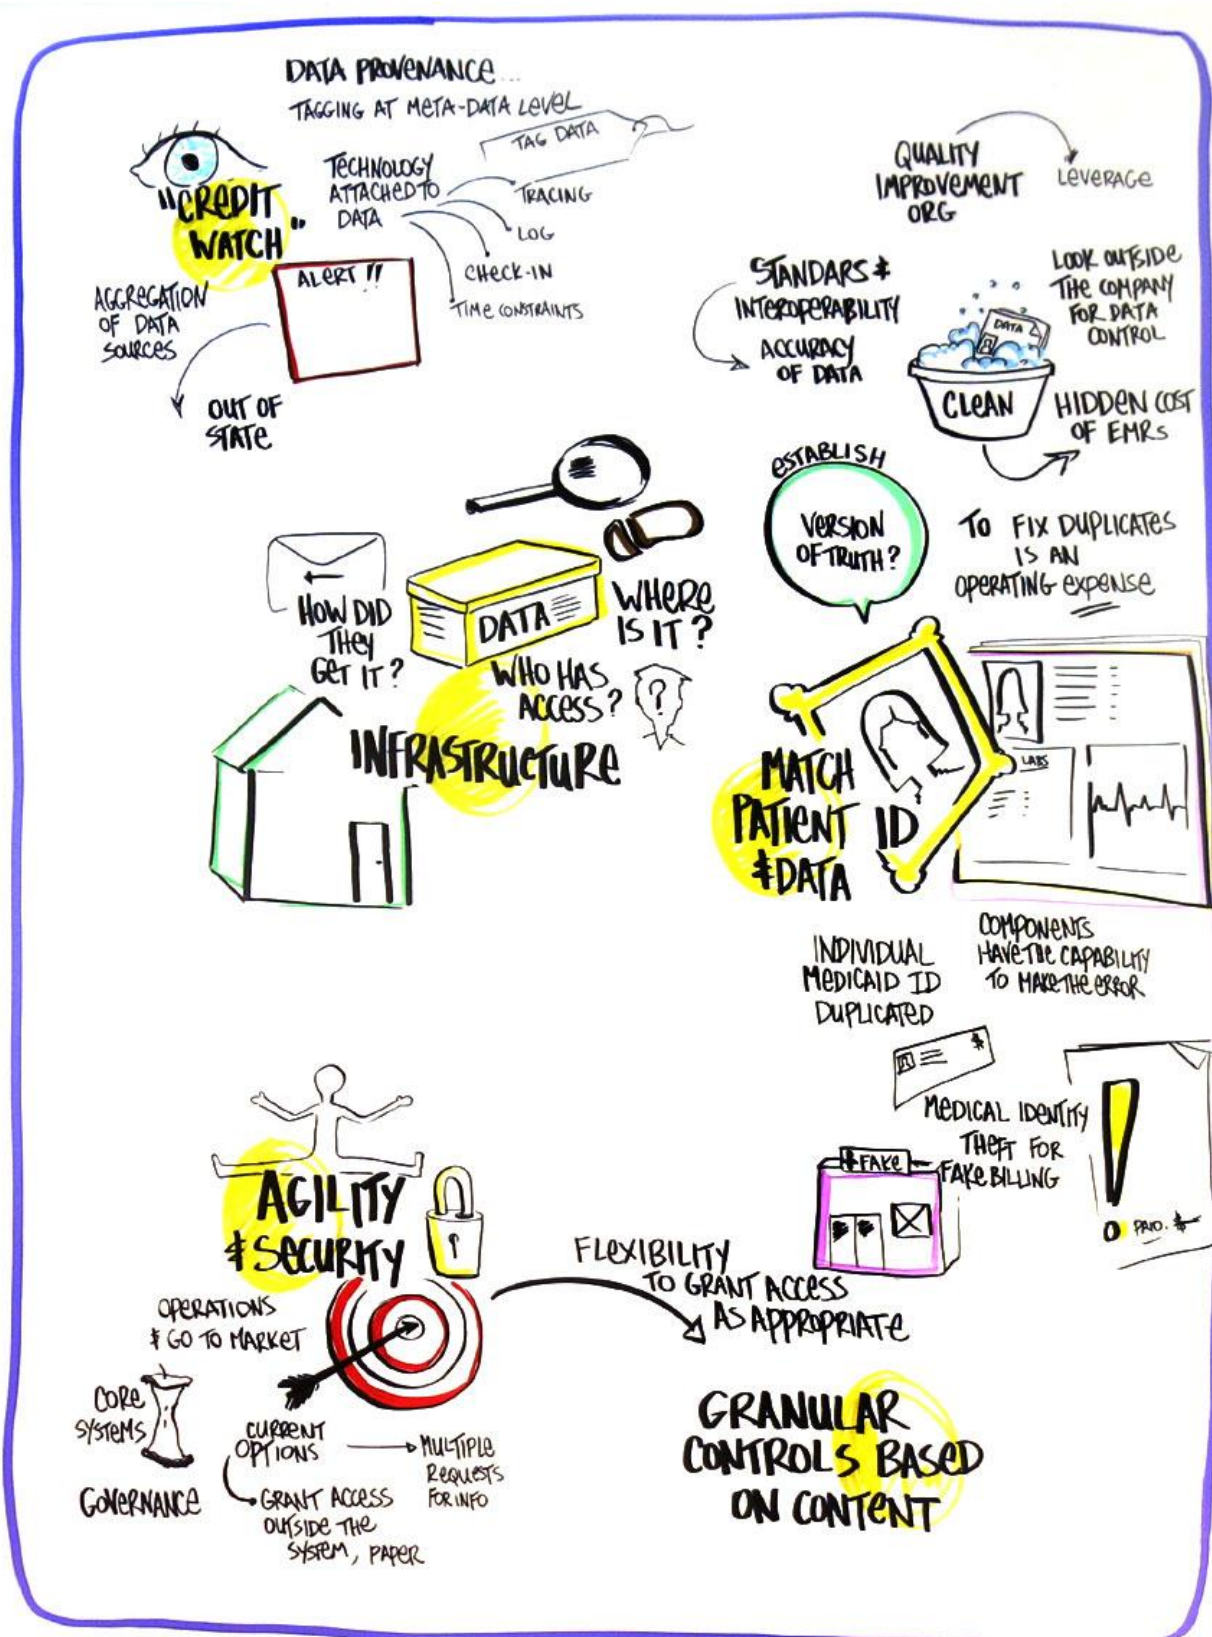 DATA PROVENANCE...
TAGGING AT META-DATA LEVEL
TAG DATA
TECHNOLOGY
ATTACHED TO
DATA
TRACING
LOG
CHECK-IN
TIME CONSTRAINTS
"CREDIT
WATCH"
ALERT!!
AGGREGATION
OF DATA
SOURCES
OUT OF
STATE
QUALITY
IMPROVEMENT
ORG
LEVERAGE
STANDARS &
INTEROPERABILITY
ACCURACY
OF DATA
LOOK OUTSIDE
THE COMPANY
FOR DATA
CONTROL
DATA
CLEAN
HIDDEN COST
OF EMRs
ESTABLISH
VERSION
OF TRUTH?
TO FIX DUPLICATES
IS AN
OPERATING EXPENSE
HOW DID
THEY
GET IT?
DATA
WHERE
IS IT?
WHO HAS
ACCESS?
?
INFRASTRUCTURE
MATCH
PATIENT ID
& DATA
LABS
INDIVIDUAL
MEDICAID ID
DUPLICATED
COMPONENTS
HAVE THE CAPABILITY
TO MAKE THE ERROR
$
MEDICAL IDENTITY
THEFT FOR
FAKE BILLING
FAKE
!
PAID. $
AGILITY
& SECURITY
OPERATIONS
& GO TO MARKET
CORE
SYSTEMS
GOVERNANCE
CURRENT
OPTIONS
MULTIPLE
REQUESTS
FOR INFO
GRANT ACCESS
OUTSIDE THE
SYSTEM, PAPER
FLEXIBILITY
TO GRANT ACCESS
AS APPROPRIATE
GRANULAR
CONTROLS BASED
ON CONTENT